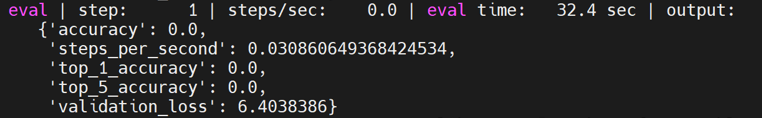 eval | step: 1 | steps/sec: 0.0 | eval time: 32.4 sec | output:
{'accuracy': 0.0,
'steps_per_second': 0.030860649368424534,
'top_1_accuracy': 0.0,
'top_5_accuracy': 0.0,
'validation_loss': 6.4038386}